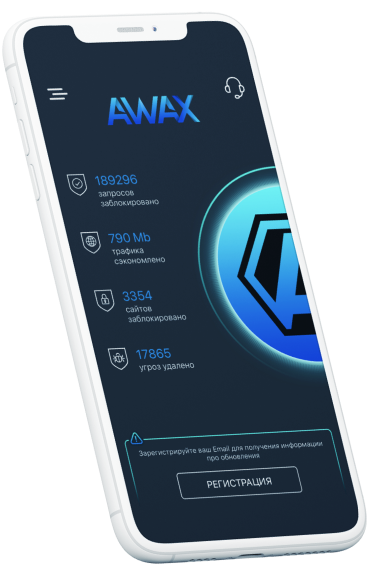 AWAX
189296
запросов
заблокировано
790 Mb
трафика
сэкономлено
3354
сайтов
заблокировано
17865
угроз удалено
Зарегистрируйте ваш Email для получения информации
про обновления
РЕГИСТРАЦИЯ